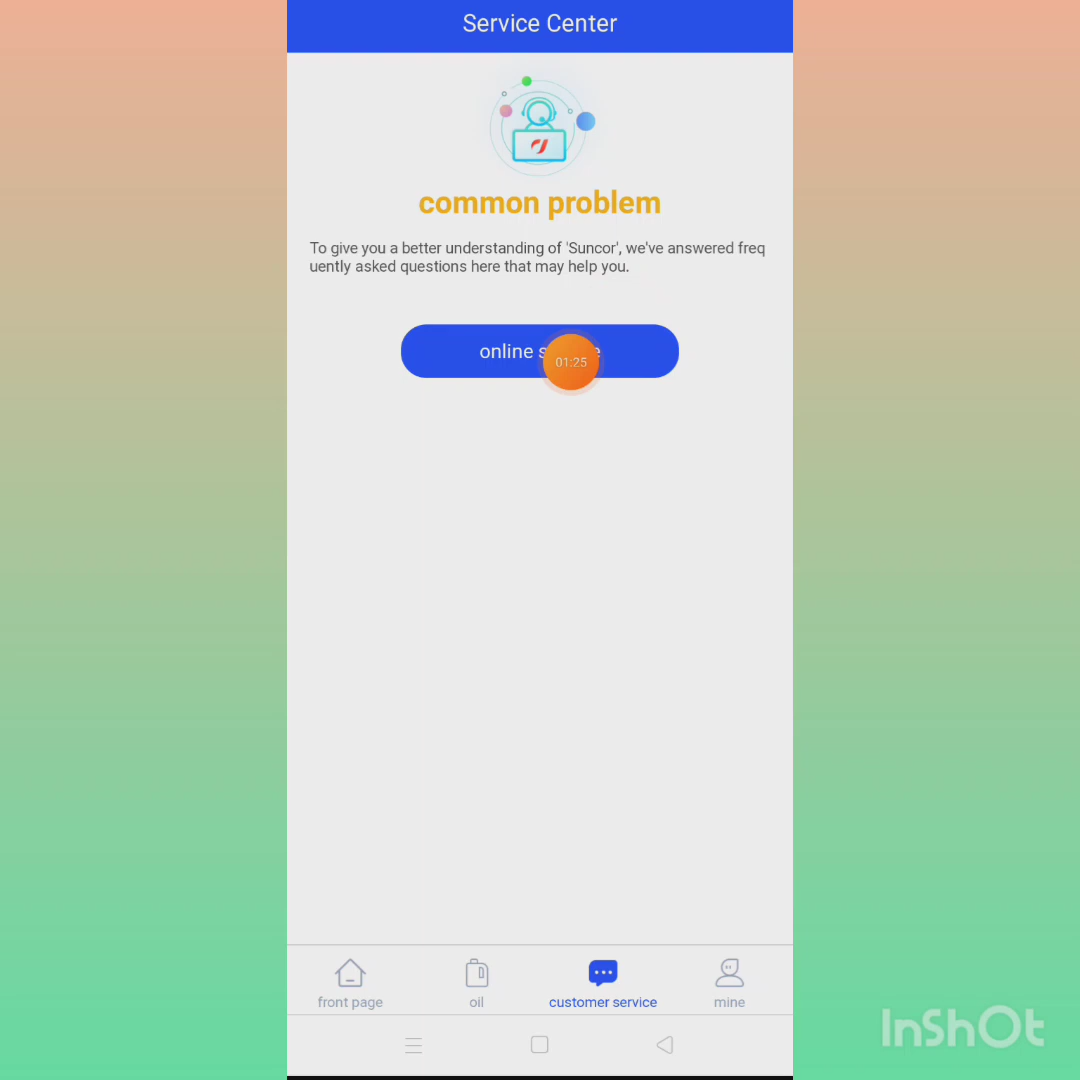 Service Center
common problem
To give you a better understanding of 'Suncor', we've answered freq
uently asked questions here that may help you.
online s e
01:25
front page
oil
customer service
mine
InShOt